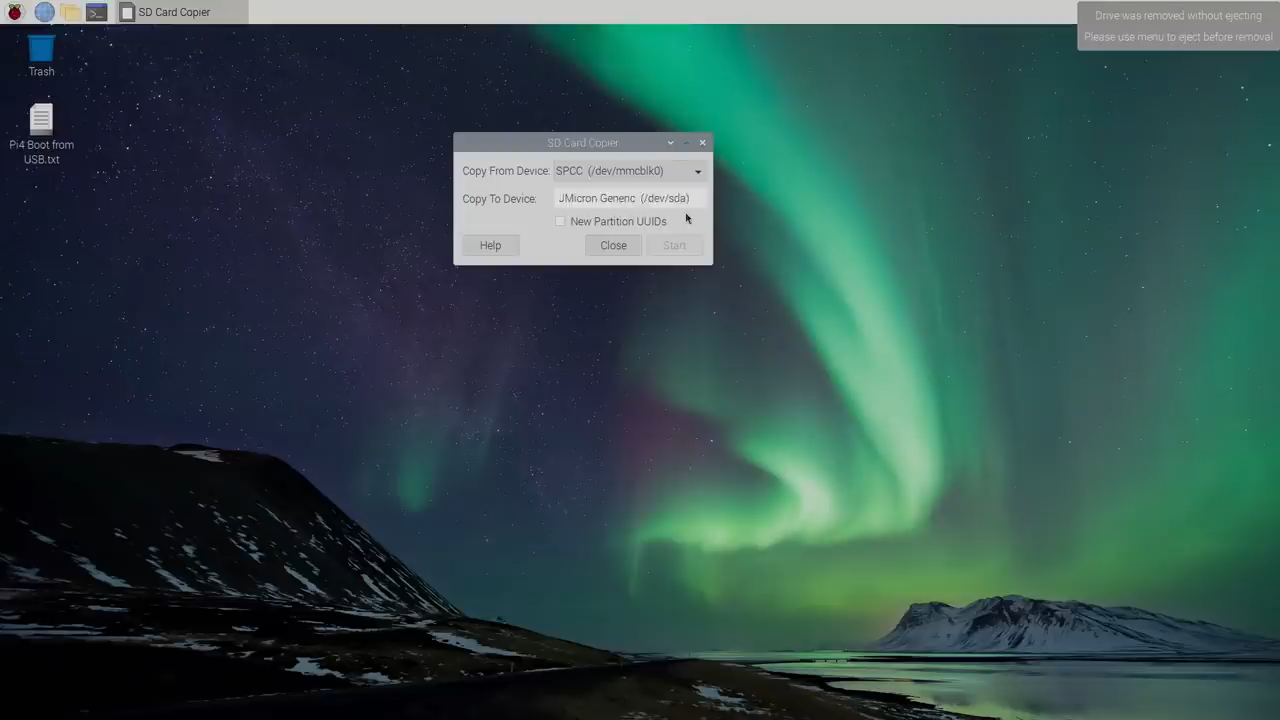 SD Card Copier
Drive was removed without ejecting
Please use menu to eject before removal
Trash
Pi4 Boot from
USB.txt
SD Card Copier
Copy From Device: SPCC (/dev/mmcblk0)
Copy To Device: JMicron Generic (/dev/sda)
New Partition UUIDs
Help Close Start